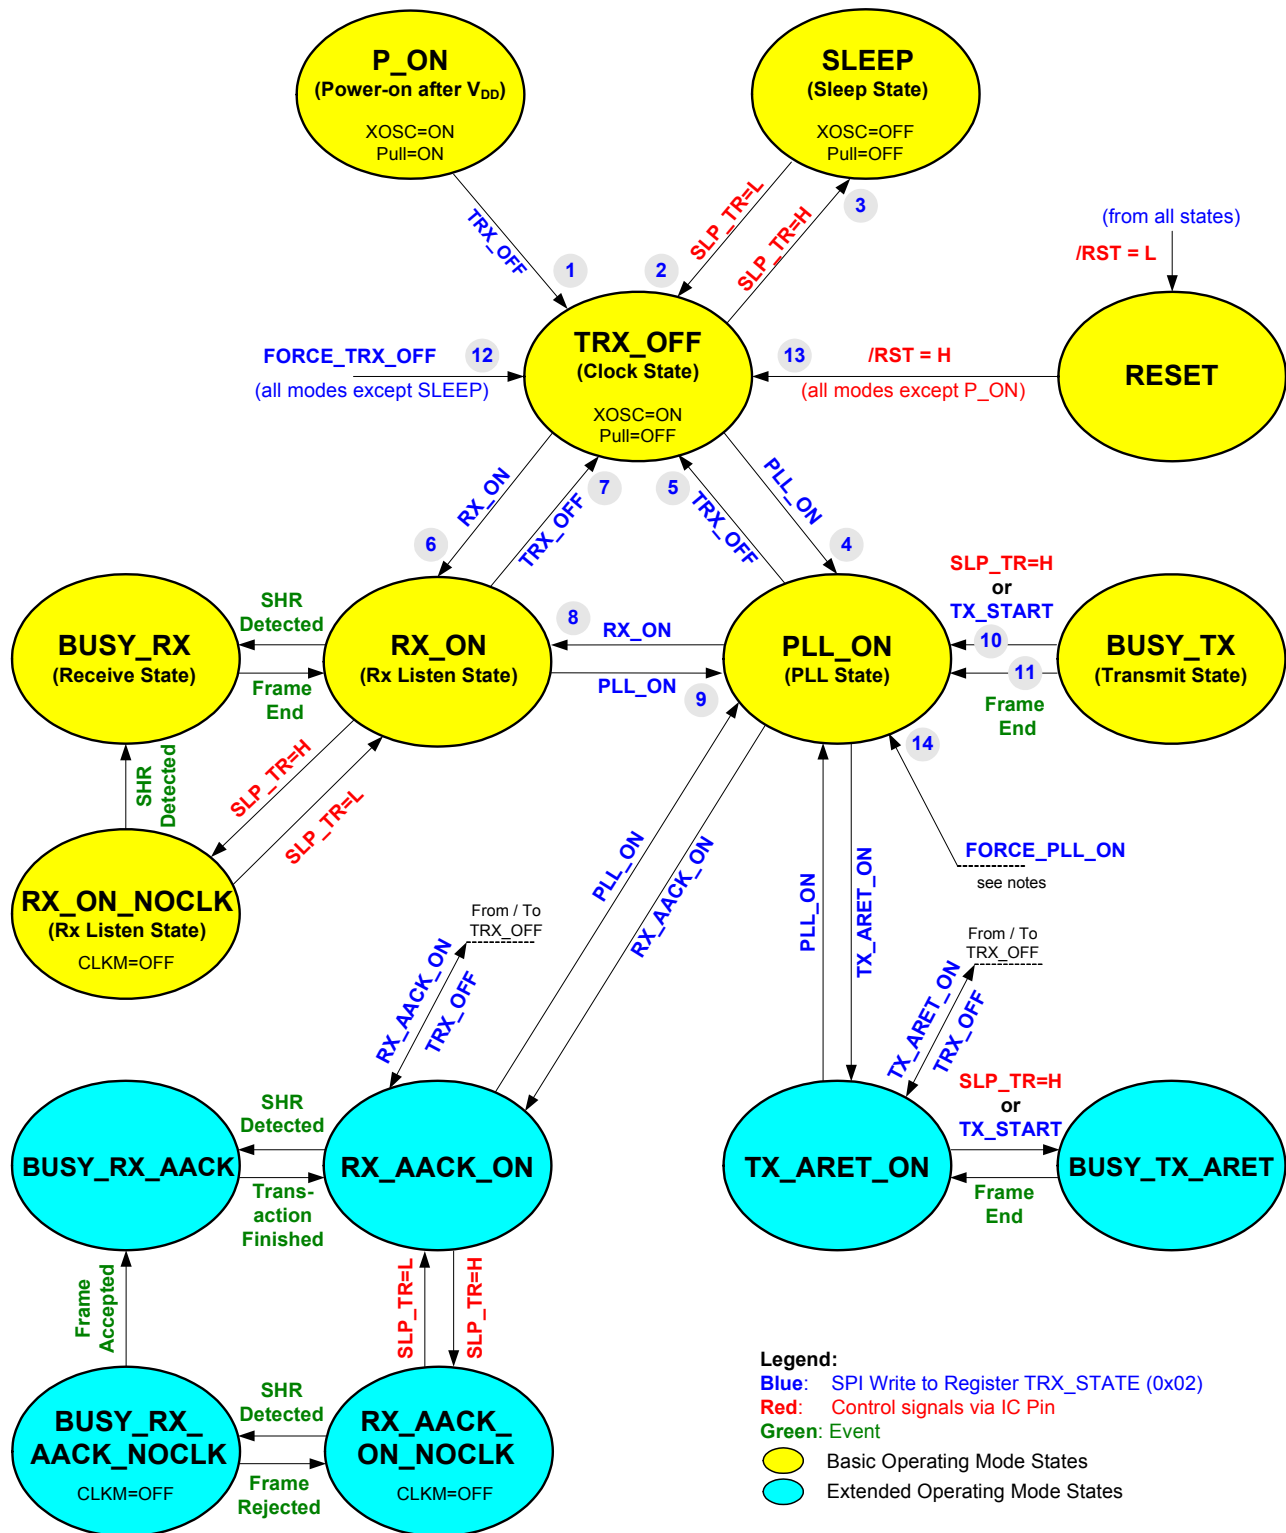 P_ON
(Power-on after VDD)
XOSC=ON
Pull=ON
SLEEP
(Sleep State)
XOSC=OFF
Pull=OFF
TRX_OFF
1
SLP_TR=L
2
SLP_TR=H
3
(from all states)
/RST = L
FORCE_TRX_OFF
12
(all modes except SLEEP)
TRX_OFF
(Clock State)
XOSC=ON
Pull=OFF
13
/RST = H
(all modes except P_ON)
RESET
RX_ON
6
TRX_OFF
7
5
TRX_OFF
PLL_ON
4
BUSY_RX
(Receive State)
SHR
Detected
Frame
End
RX_ON
(Rx Listen State)
8
RX_ON
PLL_ON
9
PLL_ON
(PLL State)
SLP_TR=H
or
TX_START
10
11
Frame
End
BUSY_TX
(Transmit State)
SHR
Detected
SLP_TR=H
SLP_TR=L
14
FORCE_PLL_ON
see notes
RX_ON_NOCLK
(Rx Listen State)
CLKM=OFF
PLL_ON
RX_AACK_ON
PLL_ON
TX_ARET_ON
From / To
TRX_OFF
RX_AACK_ON
TRX_OFF
From / To
TRX_OFF
TX_ARET_ON
TRX_OFF
BUSY_RX_AACK
SHR
Detected
Trans-
action
Finished
RX_AACK_ON
TX_ARET_ON
SLP_TR=H
or
TX_START
Frame
End
BUSY_TX_ARET
Frame
Accepted
SLP_TR=L
SLP_TR=H
BUSY_RX_
AACK_NOCLK
CLKM=OFF
SHR
Detected
Frame
Rejected
RX_AACK_
ON_NOCLK
CLKM=OFF
Legend:
Blue: SPI Write to Register TRX_STATE (0x02)
Red: Control signals via IC Pin
Green: Event
Basic Operating Mode States
Extended Operating Mode States